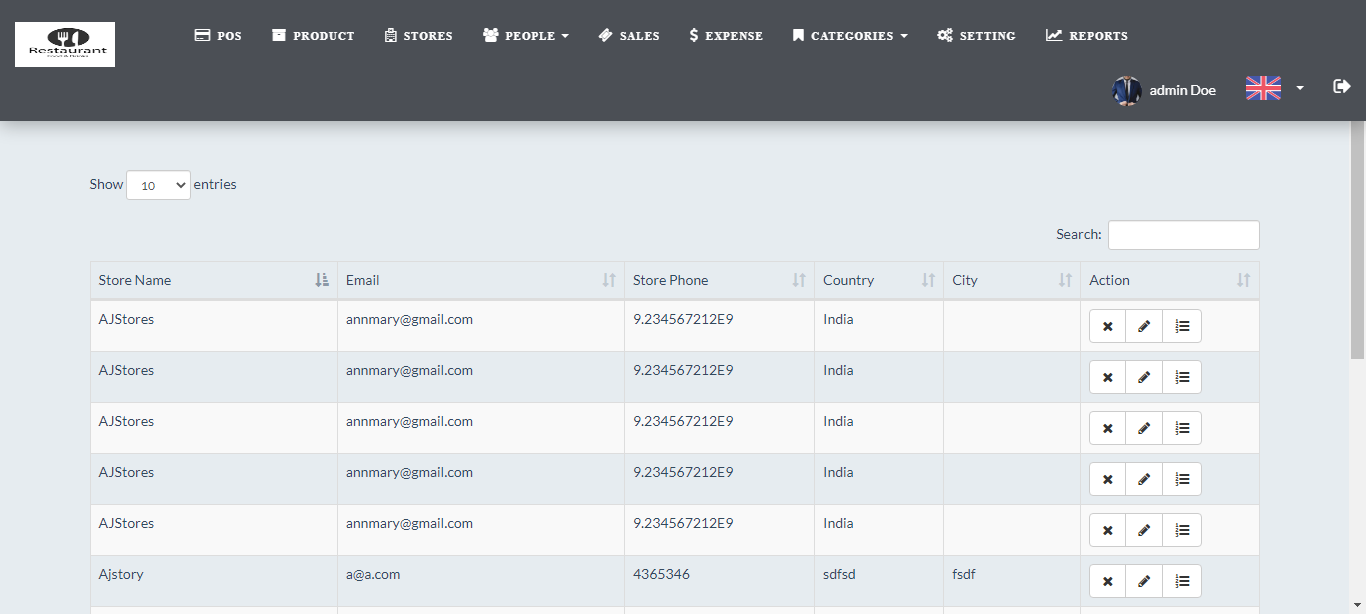 Restaurant
POS PRODUCT STORES PEOPLE SALES EXPENSE CATEGORIES SETTING REPORTS
admin Doe
Show 10 entries
Search:
Store Name Email Store Phone Country City Action
AJStores annmary@gmail.com 9.234567212E9 India
AJStores annmary@gmail.com 9.234567212E9 India
AJStores annmary@gmail.com 9.234567212E9 India
AJStores annmary@gmail.com 9.234567212E9 India
AJStores annmary@gmail.com 9.234567212E9 India
Ajstory a@a.com 4365346 sdfsd fsdf